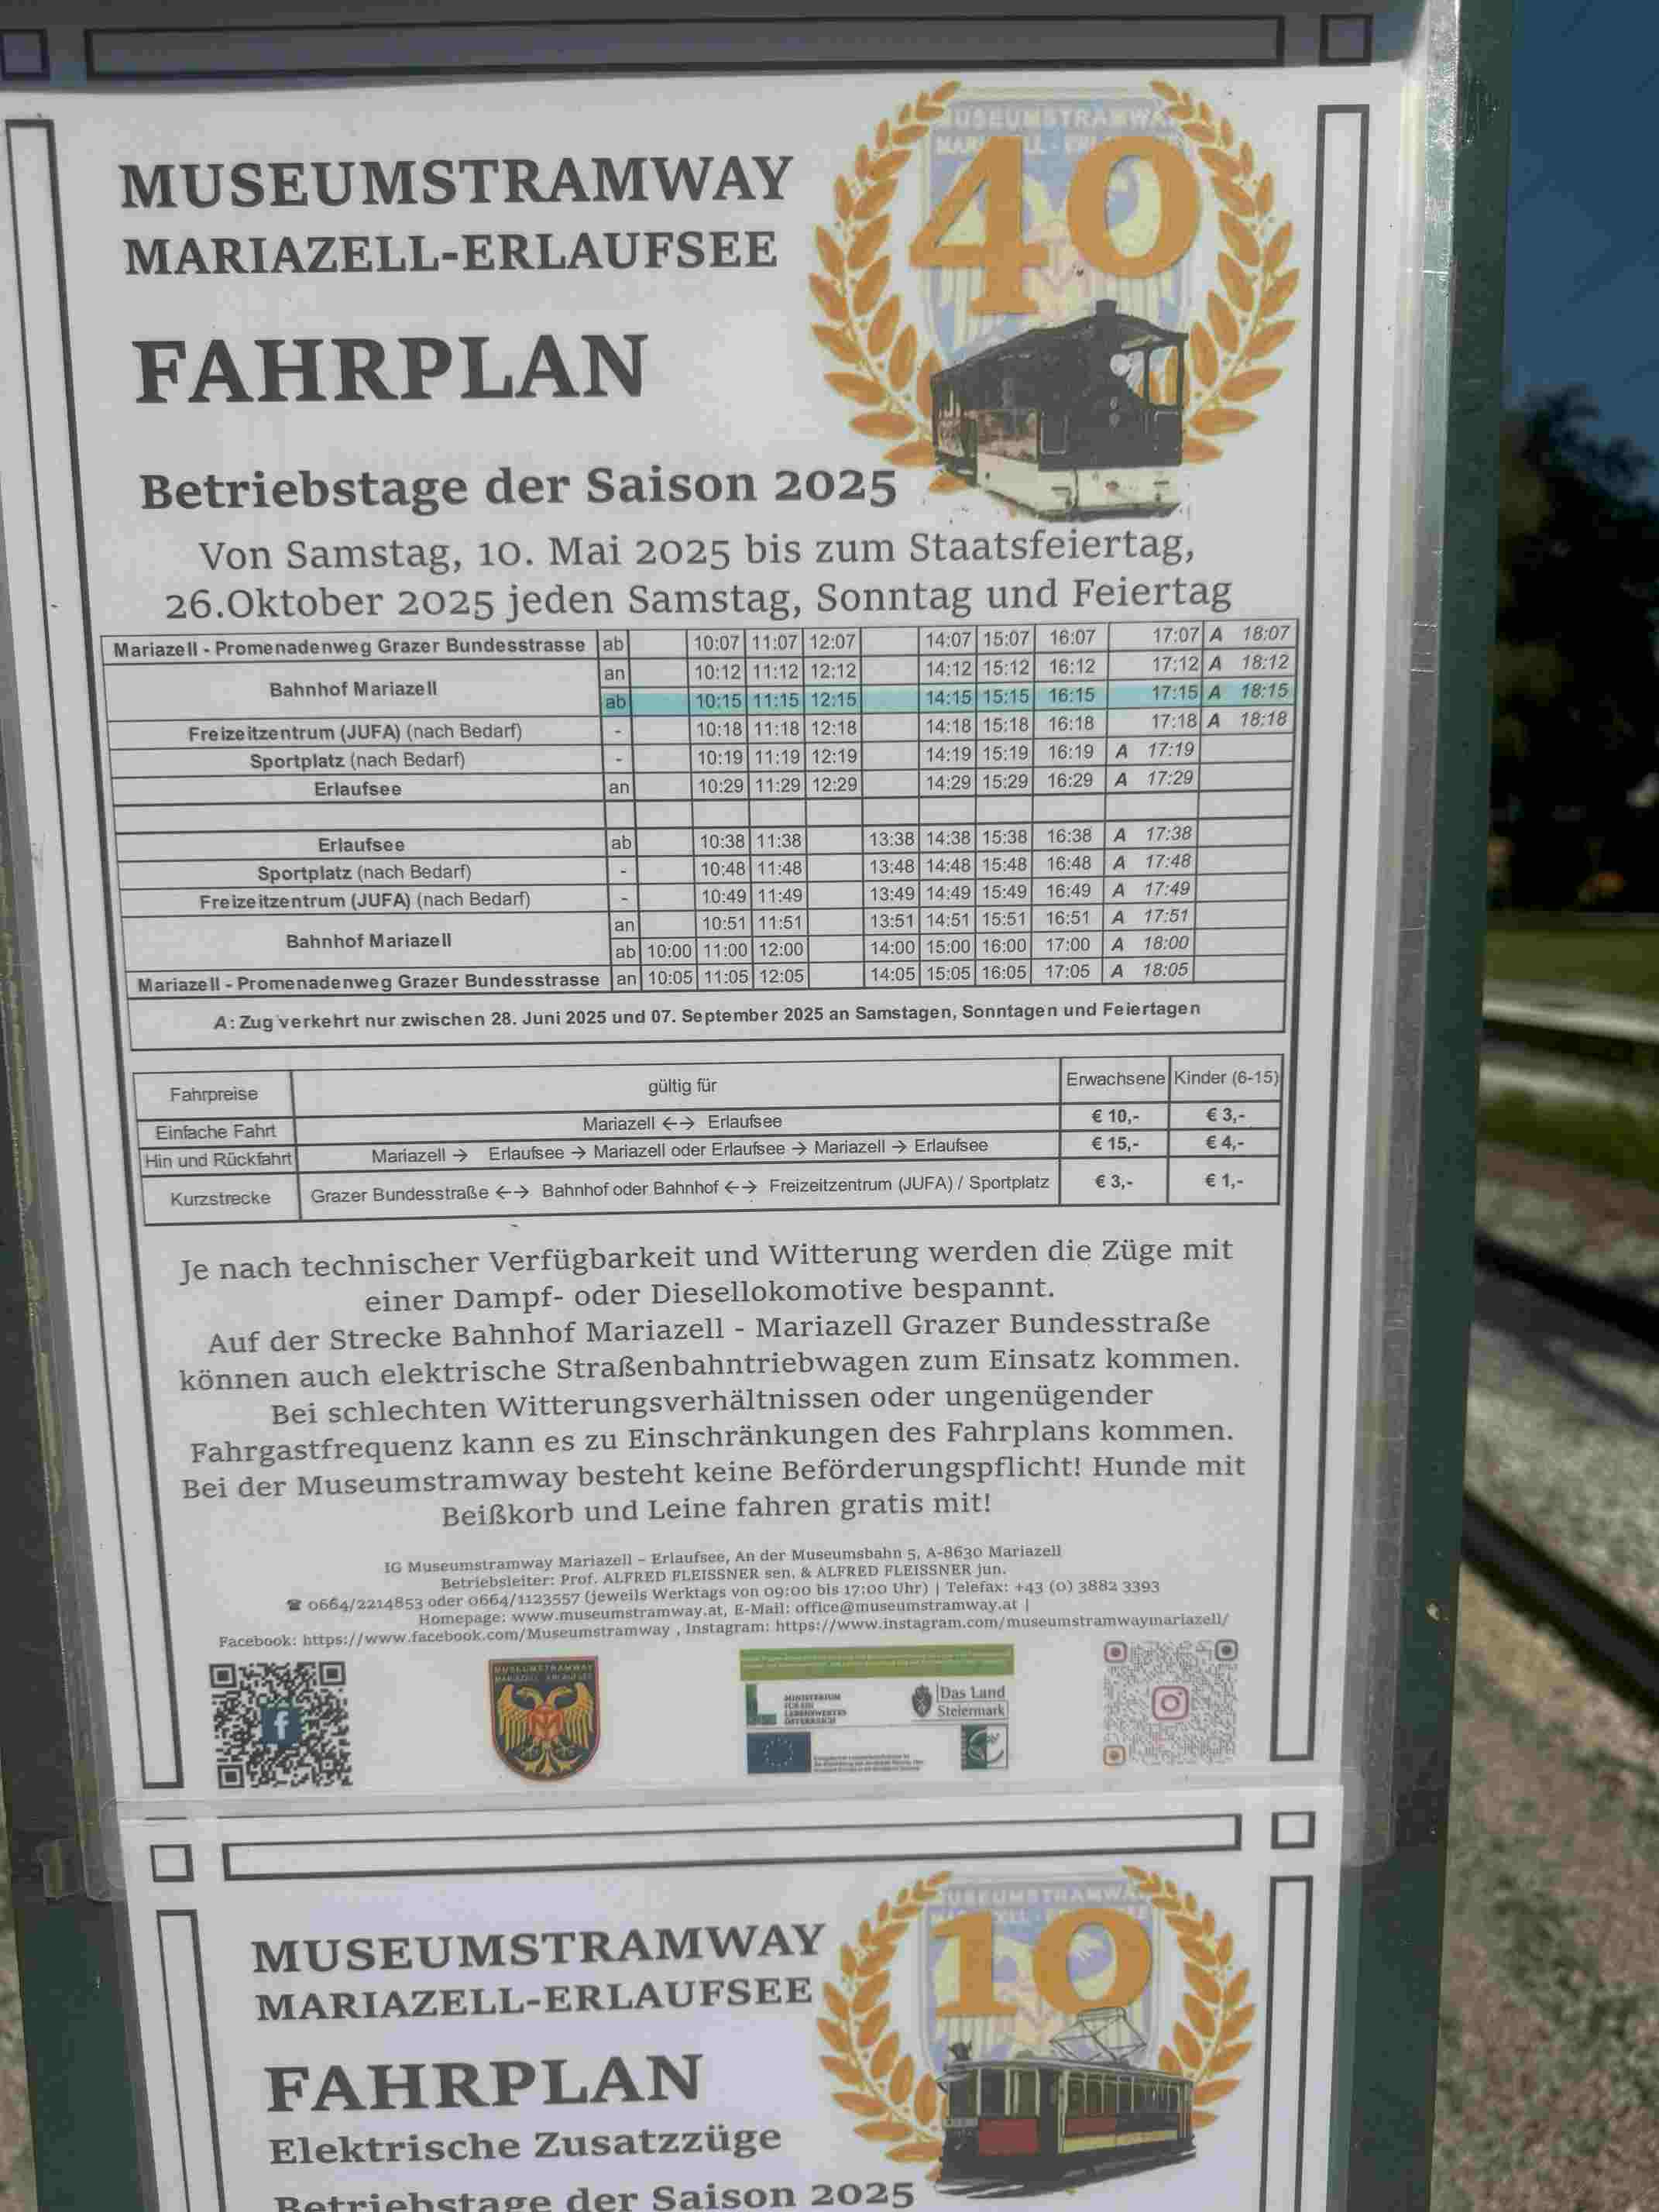 MUSEUMSTRAMWAY
MARIAZELL-ERLAUFSEE
40
FAHRPLAN
Betriebstage der Saison 2025
Von Samstag, 10. Mai 2025 bis zum Staatsfeiertag,
26.Oktober 2025 jeden Samstag, Sonntag und Feiertag
Mariazell - Promenadenweg Grazer Bundesstrasse ab 10:07 11:07 12:07 14:07 15:07 16:07 17:07 A 18:07
Bahnhof Mariazell an 10:12 11:12 12:12 14:12 15:12 16:12 17:12 A 18:12
ab 10:15 11:15 12:15 14:15 15:15 16:15 17:15 A 18:15
Freizeitzentrum (JUFA) (nach Bedarf) - 10:18 11:18 12:18 14:18 15:18 16:18 17:18 A 18:18
Sportplatz (nach Bedarf) - 10:19 11:19 12:19 14:19 15:19 16:19 A 17:19
Erlaufsee an 10:29 11:29 12:29 14:29 15:29 16:29 A 17:29
Erlaufsee ab 10:38 11:38 13:38 14:38 15:38 16:38 A 17:38
Sportplatz (nach Bedarf) - 10:48 11:48 13:48 14:48 15:48 16:48 A 17:48
Freizeitzentrum (JUFA) (nach Bedarf) - 10:49 11:49 13:49 14:49 15:49 16:49 A 17:49
Bahnhof Mariazell an 10:51 11:51 13:51 14:51 15:51 16:51 A 17:51
ab 10:00 11:00 12:00 14:00 15:00 16:00 17:00 A 18:00
Mariazell - Promenadenweg Grazer Bundesstrasse an 10:05 11:05 12:05 14:05 15:05 16:05 17:05 A 18:05
A: Zug verkehrt nur zwischen 28. Juni 2025 und 07. September 2025 an Samstagen, Sonntagen und Feiertagen
Fahrpreise gültig für Erwachsene Kinder (6-15)
Einfache Fahrt Mariazell <-> Erlaufsee € 10,- € 3,-
Hin und Rückfahrt Mariazell -> Erlaufsee -> Mariazell oder Erlaufsee -> Mariazell -> Erlaufsee € 15,- € 4,-
Kurzstrecke Grazer Bundesstraße <-> Bahnhof oder Bahnhof <-> Freizeitzentrum (JUFA) / Sportplatz € 3,- € 1,-
Je nach technischer Verfügbarkeit und Witterung werden die Züge mit
einer Dampf- oder Diesellokomotive bespannt.
Auf der Strecke Bahnhof Mariazell - Mariazell Grazer Bundesstraße
können auch elektrische Straßenbahntriebwagen zum Einsatz kommen.
Bei schlechten Witterungsverhältnissen oder ungenügender
Fahrgastfrequenz kann es zu Einschränkungen des Fahrplans kommen.
Bei der Museumstramway besteht keine Beförderungspflicht! Hunde mit
Beißkorb und Leine fahren gratis mit!
IG Museumstramway Mariazell – Erlaufsee, An der Museumsbahn 5, A-8630 Mariazell
Betriebsleiter: Prof. ALFRED FLEISSNER sen. & ALFRED FLEISSNER jun.
☎ 0664/2214853 oder 0664/1123557 (jeweils Werktags von 09:00 bis 17:00 Uhr) | Telefax: +43 (0) 3882 3393
Homepage: www.museumstramway.at, E-Mail: office@museumstramway.at |
Facebook: https://www.facebook.com/Museumstramway , Instagram: https://www.instagram.com/museumstramwaymariazell/
MUSEUMSTRAMWAY
MARIAZELL - ERLAUFSEE
MINISTERIUM
FÜR EIN
LEBENSWERTES
ÖSTERREICH
Das Land
Steiermark
MUSEUMSTRAMWAY
MARIAZELL-ERLAUFSEE
10
FAHRPLAN
Elektrische Zusatzzüge
Betriebstage der Saison 2025